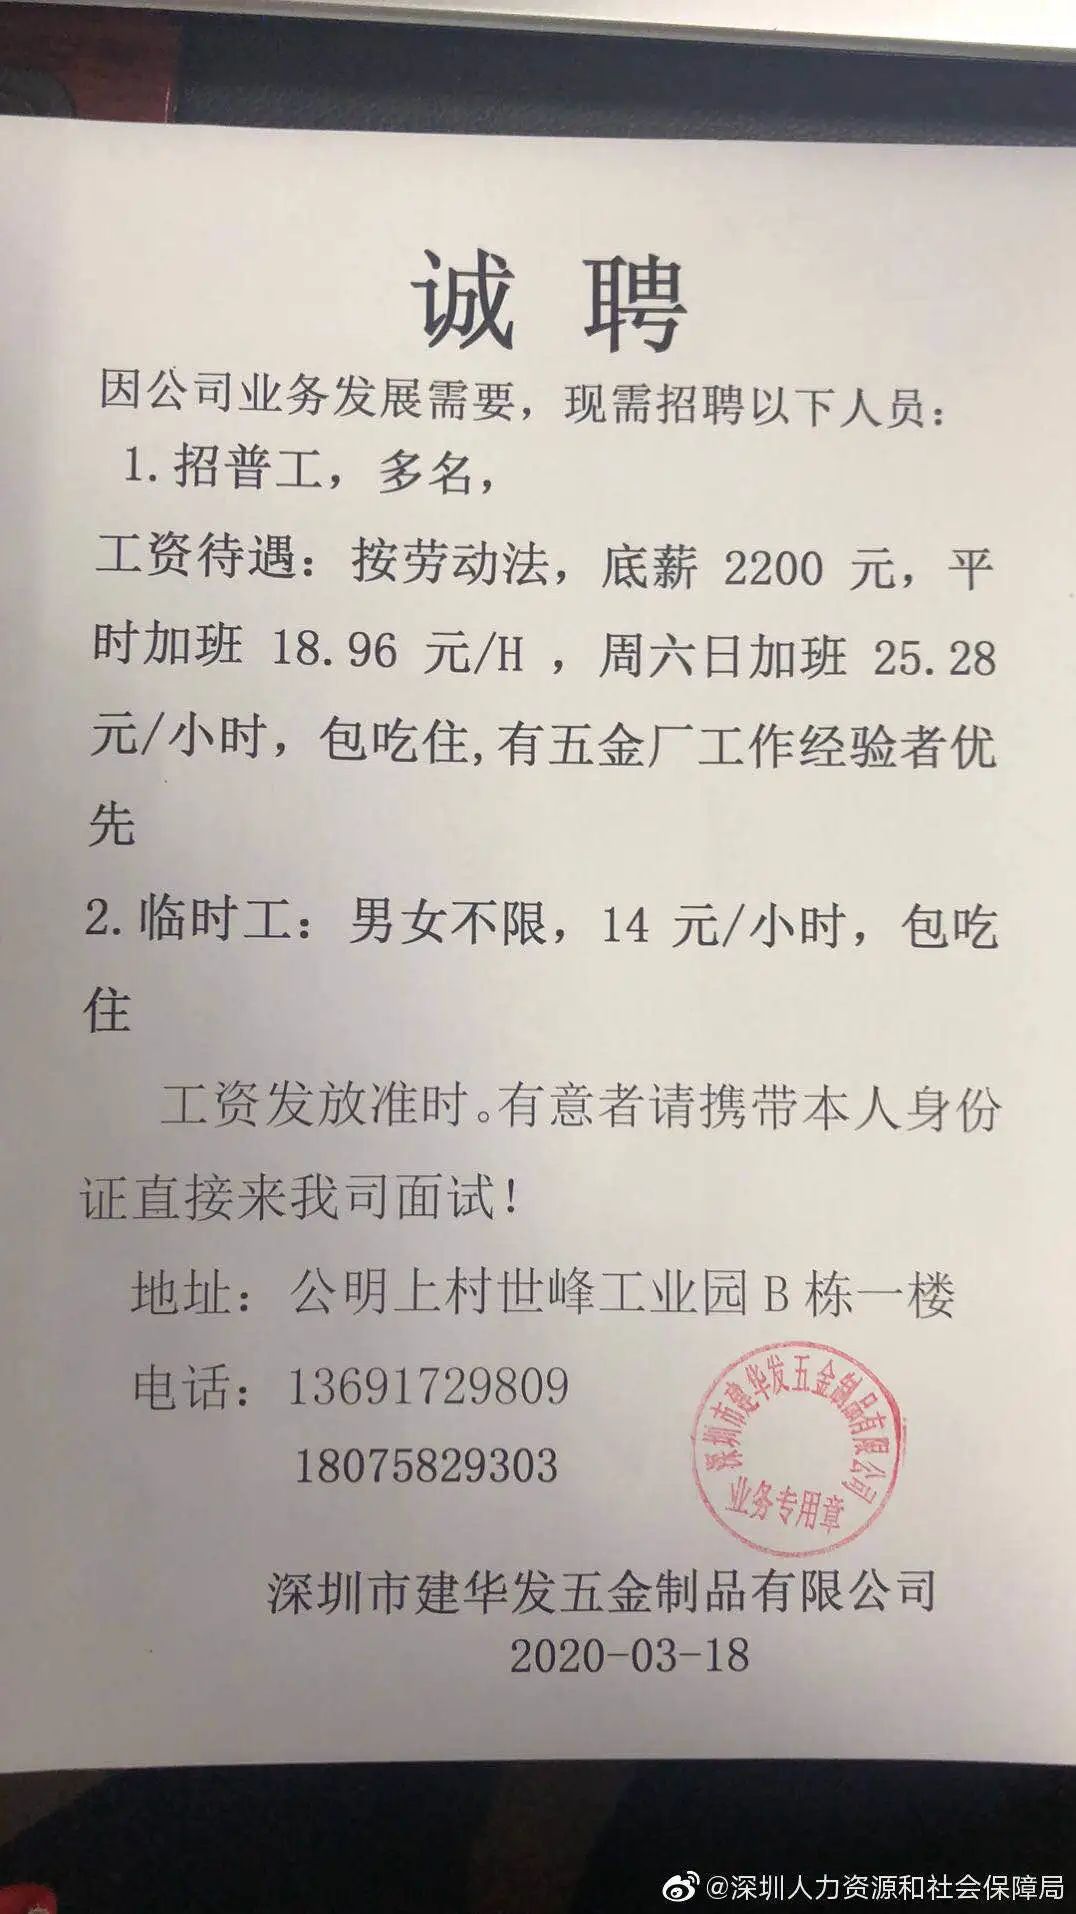 诚 聘
因公司业务发展需要，现需招聘以下人员：
1.招普工，多名，
工资待遇：按劳动法，底薪 2200 元，平
时加班 18.96 元/H ，周六日加班 25.28
元/小时，包吃住,有五金厂工作经验者优
先
2.临时工：男女不限，14 元/小时，包吃
住
工资发放准时。有意者请携带本人身份
证直接来我司面试！
地址：公明上村世峰工业园B栋一楼
电话：13691729809
18075829303
深圳市建华发五金制品有限公司
业务专用章
深圳市建华发五金制品有限公司
2020-03-18
@深圳人力资源和社会保障局